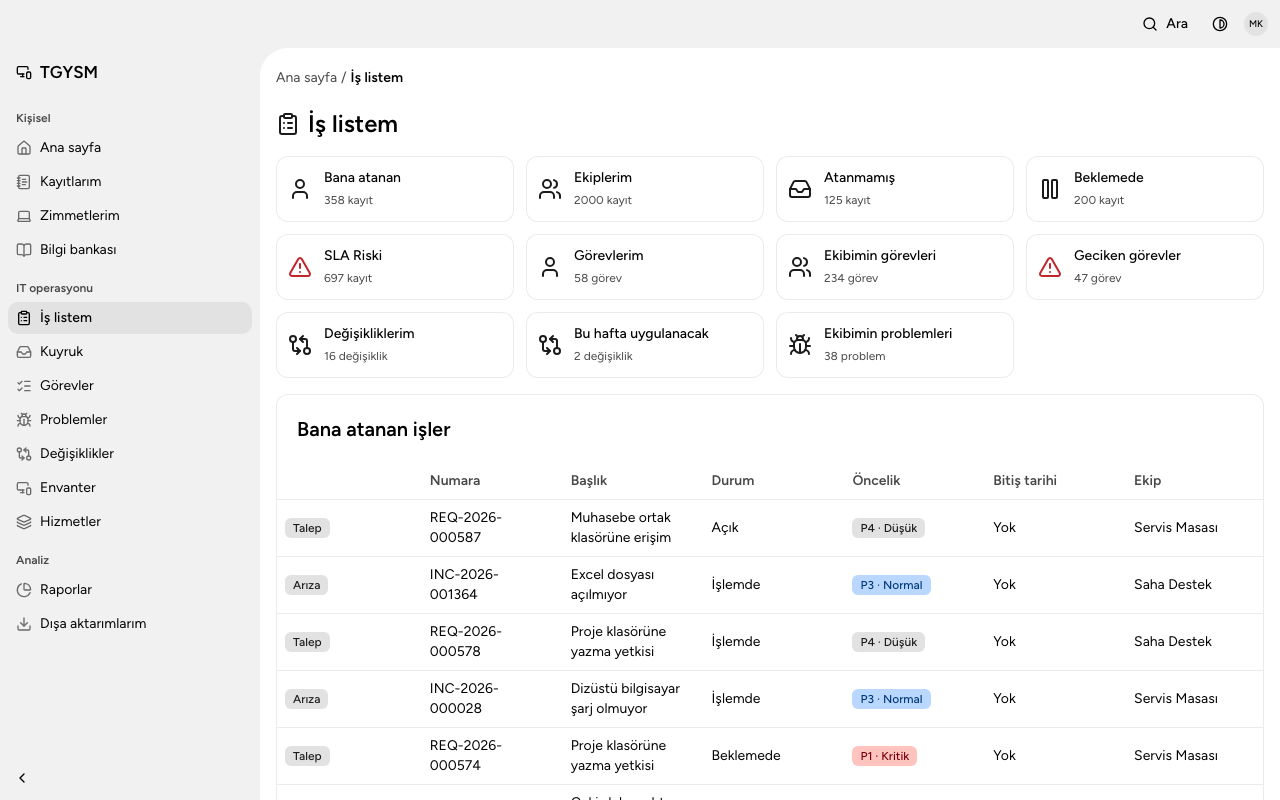 Ara
MK
TGYSM
Kişisel
Ana sayfa
Kayıtlarım
Zimmetlerim
Bilgi bankası
IT operasyonu
İş listem
Kuyruk
Görevler
Problemler
Değişiklikler
Envanter
Hizmetler
Analiz
Raporlar
Dışa aktarımlarım
Ana sayfa / İş listem
İş listem
Bana atanan
358 kayıt
Ekiplerim
2000 kayıt
Atanmamış
125 kayıt
Beklemede
200 kayıt
SLA Riski
697 kayıt
Görevlerim
58 görev
Ekibimin görevleri
234 görev
Geciken görevler
47 görev
Değişikliklerim
16 değişiklik
Bu hafta uygulanacak
2 değişiklik
Ekibimin problemleri
38 problem
Bana atanan işler
Numara Başlık Durum Öncelik Bitiş tarihi Ekip
Talep REQ-2026-000587 Muhasebe ortak klasörüne erişim Açık P4 · Düşük Yok Servis Masası
Arıza INC-2026-001364 Excel dosyası açılmıyor İşlemde P3 · Normal Yok Saha Destek
Talep REQ-2026-000578 Proje klasörüne yazma yetkisi İşlemde P4 · Düşük Yok Saha Destek
Arıza INC-2026-000028 Dizüstü bilgisayar şarj olmuyor İşlemde P3 · Normal Yok Servis Masası
Talep REQ-2026-000574 Proje klasörüne yazma yetkisi Beklemede P1 · Kritik Yok Servis Masası